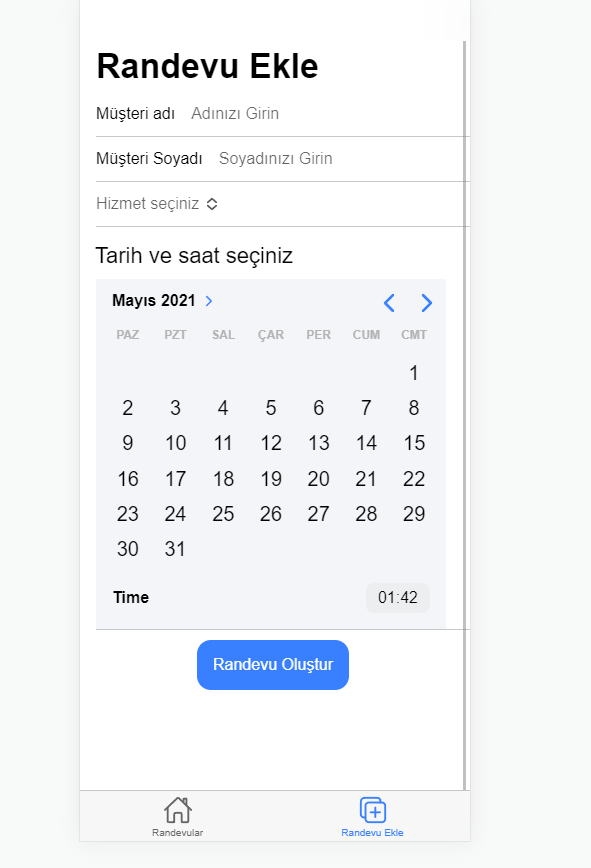 Randevu Ekle
Müşteri adı Adınızı Girin
Müşteri Soyadı Soyadınızı Girin
Hizmet seçiniz
Tarih ve saat seçiniz
Mayıs 2021
PAZ PZT SAL ÇAR PER CUM CMT
1
2 3 4 5 6 7 8
9 10 11 12 13 14 15
16 17 18 19 20 21 22
23 24 25 26 27 28 29
30 31
Time 01:42
Randevu Oluştur
Randevular Randevu Ekle